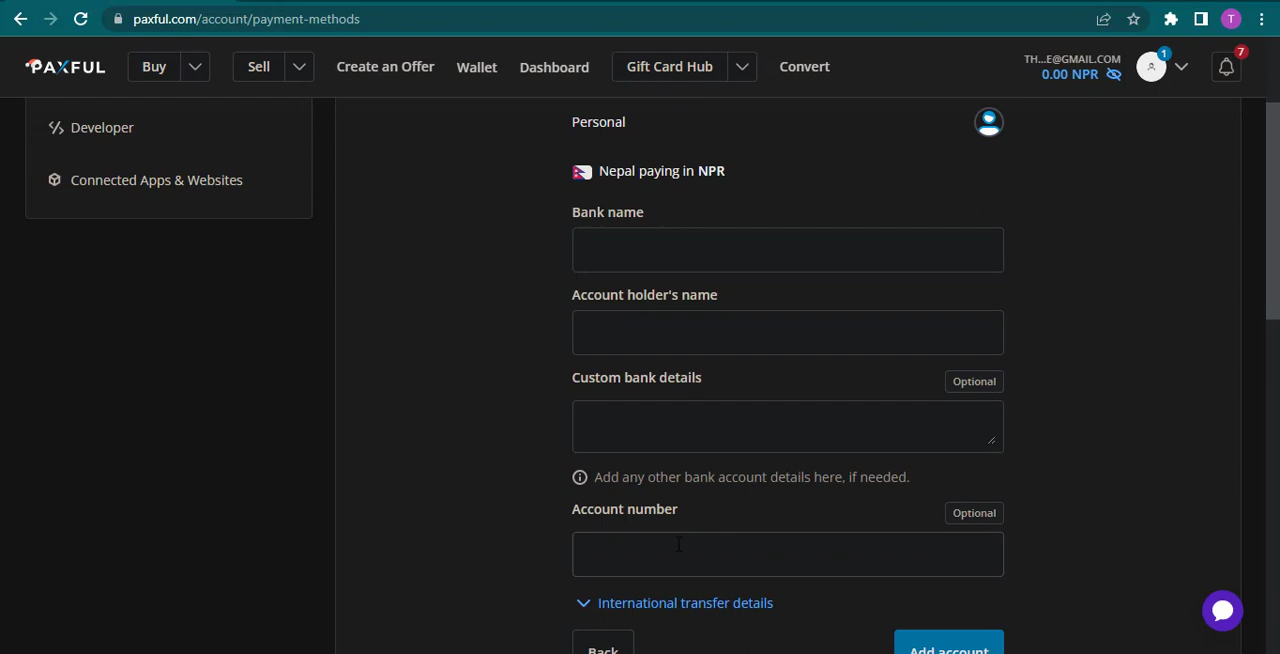 paxful.com/account/payment-methods
T
PAXFUL
Buy
Sell
Create an Offer
Wallet
Dashboard
Gift Card Hub
Convert
TH...E@GMAIL.COM
0.00 NPR
1
7
Developer
Connected Apps & Websites
Personal
Nepal paying in NPR
Bank name
Account holder's name
Custom bank details
Optional
Add any other bank account details here, if needed.
Account number
Optional
International transfer details
Back
Add account